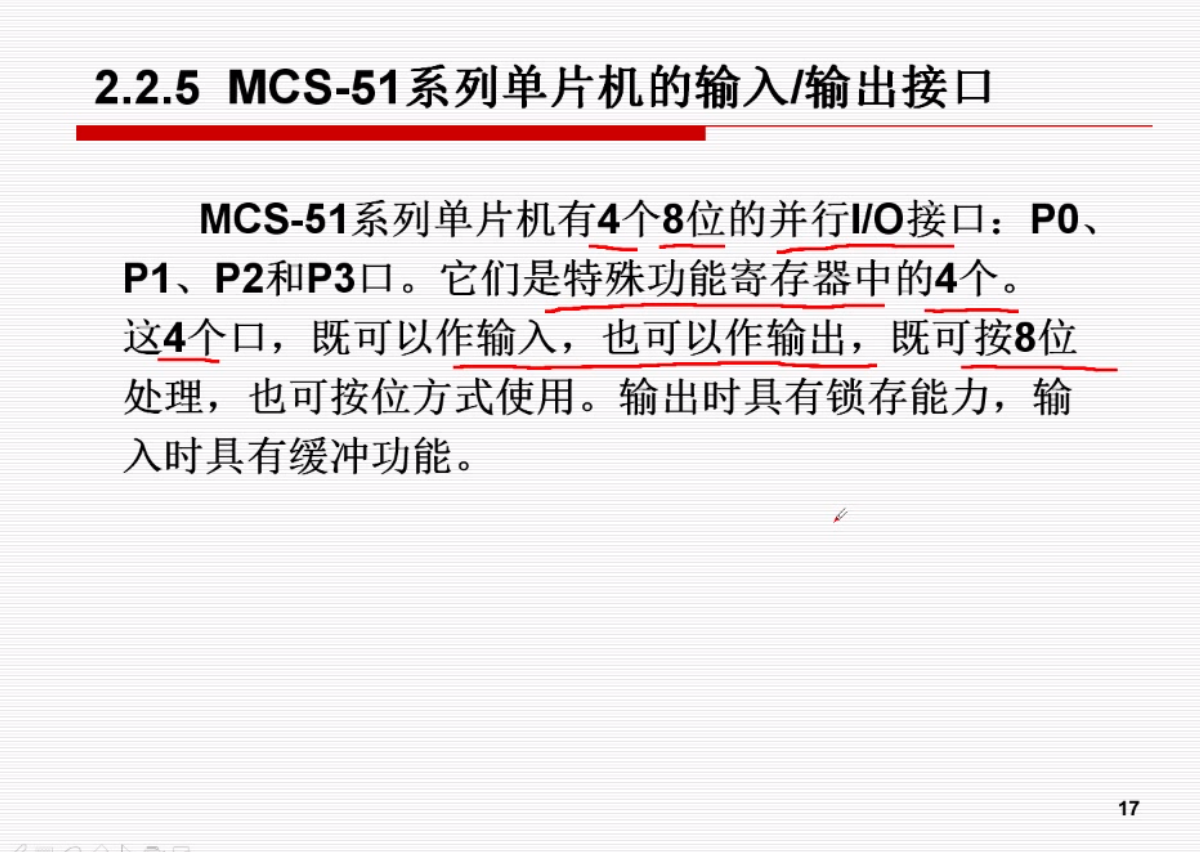 2.2.5 MCS-51系列单片机的输入/输出接口
MCS-51系列单片机有4个8位的并行I/O接口：P0、
P1、P2和P3口。它们是特殊功能寄存器中的4个。
这4个口，既可以作输入，也可以作输出，既可按8位
处理，也可按位方式使用。输出时具有锁存能力，输
入时具有缓冲功能。
17